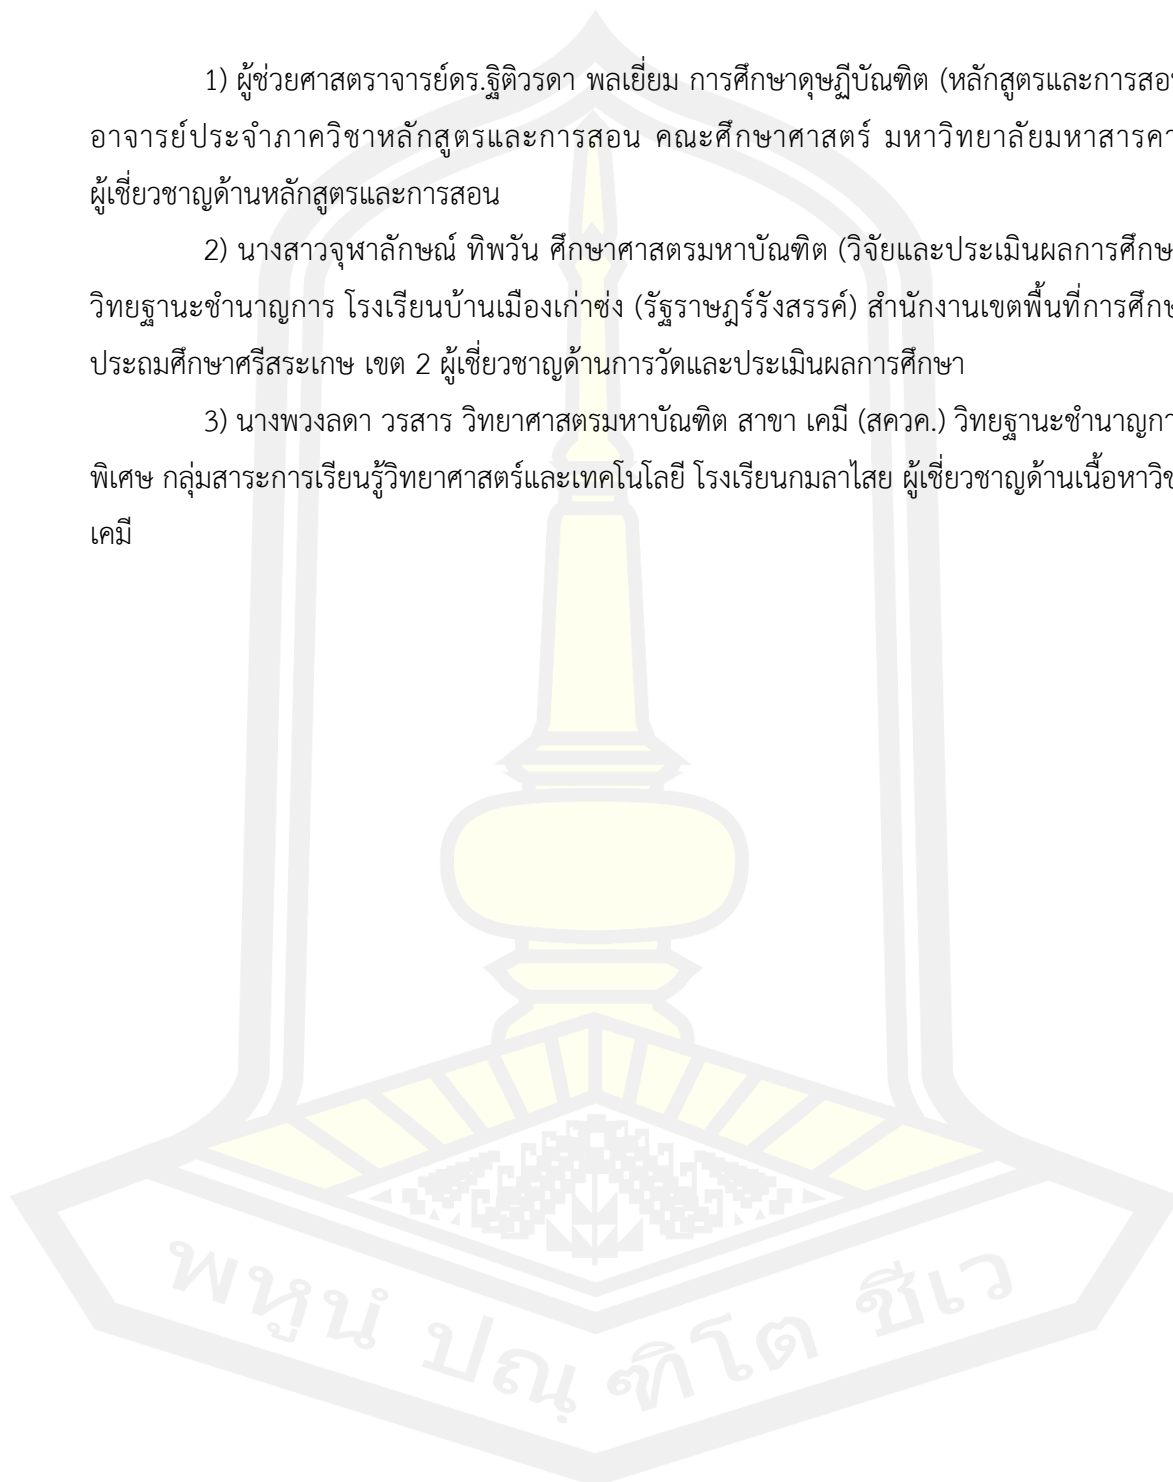 1) ผู้ช่วยศาสตราจารย์ดร.ฐิติวรดา พลเยี่ยม การศึกษาดุษฎีบัณฑิต (หลักสูตรและการสอน
อาจารย์ประจำภาควิชาหลักสูตรและการสอน คณะศึกษาศาสตร์ มหาวิทยาลัยมหาสารคา
ผู้เชี่ยวชาญด้านหลักสูตรและการสอน
2) นางสาวจุฬาลักษณ์ ทิพวัน ศึกษาศาสตรมหาบัณฑิต (วิจัยและประเมินผลการศึกษ
วิทยฐานะชำนาญการ โรงเรียนบ้านเมืองเก่าซ่ง (รัฐราษฎร์รังสรรค์) สำนักงานเขตพื้นที่การศึกษ
ประถมศึกษาศรีสระเกษ เขต 2 ผู้เชี่ยวชาญด้านการวัดและประเมินผลการศึกษา
3) นางพวงลดา วรสาร วิทยาศาสตรมหาบัณฑิต สาขา เคมี (สควค.) วิทยฐานะชำนาญกา
พิเศษ กลุ่มสาระการเรียนรู้วิทยาศาสตร์และเทคโนโลยี โรงเรียนกมลาไสย ผู้เชี่ยวชาญด้านเนื้อหาวิช
เคมี
พหูนํ ปณฺฑิโต ชีเว